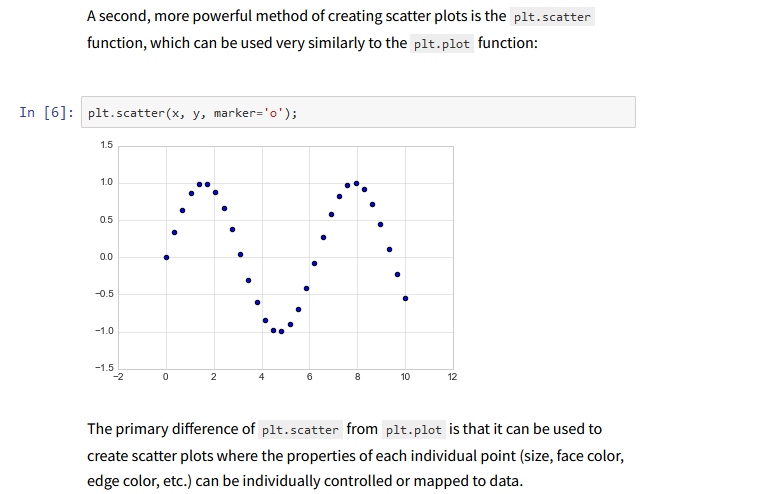 A second, more powerful method of creating scatter plots is the plt.scatter
function, which can be used very similarly to the plt.plot function:
In [6]: plt.scatter(x, y, marker='o');
1.5
1.0
0.5
0.0
−0.5
−1.0
−1.5
−2 0 2 4 6 8 10 12
The primary difference of plt.scatter from plt.plot is that it can be used to
create scatter plots where the properties of each individual point (size, face color,
edge color, etc.) can be individually controlled or mapped to data.